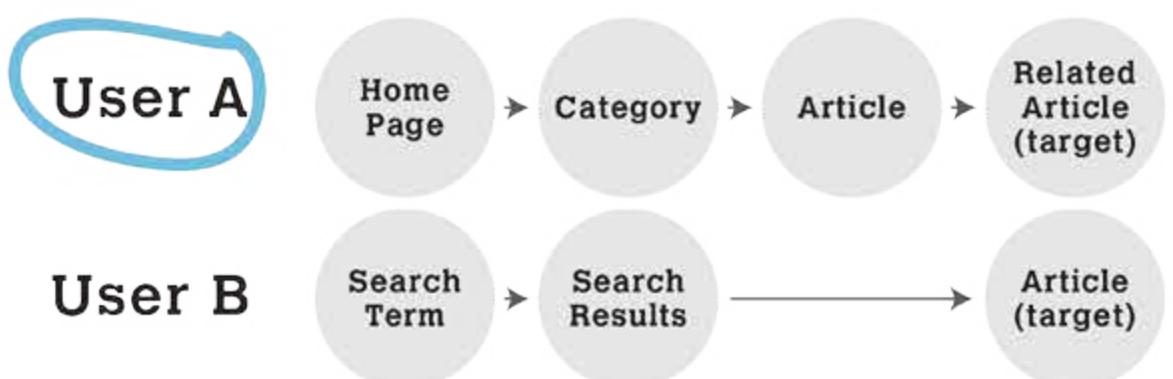 User A
Home
Page
Category
Article
Related
Article
(target)
User B
Search
Term
Search
Results
Article
(target)